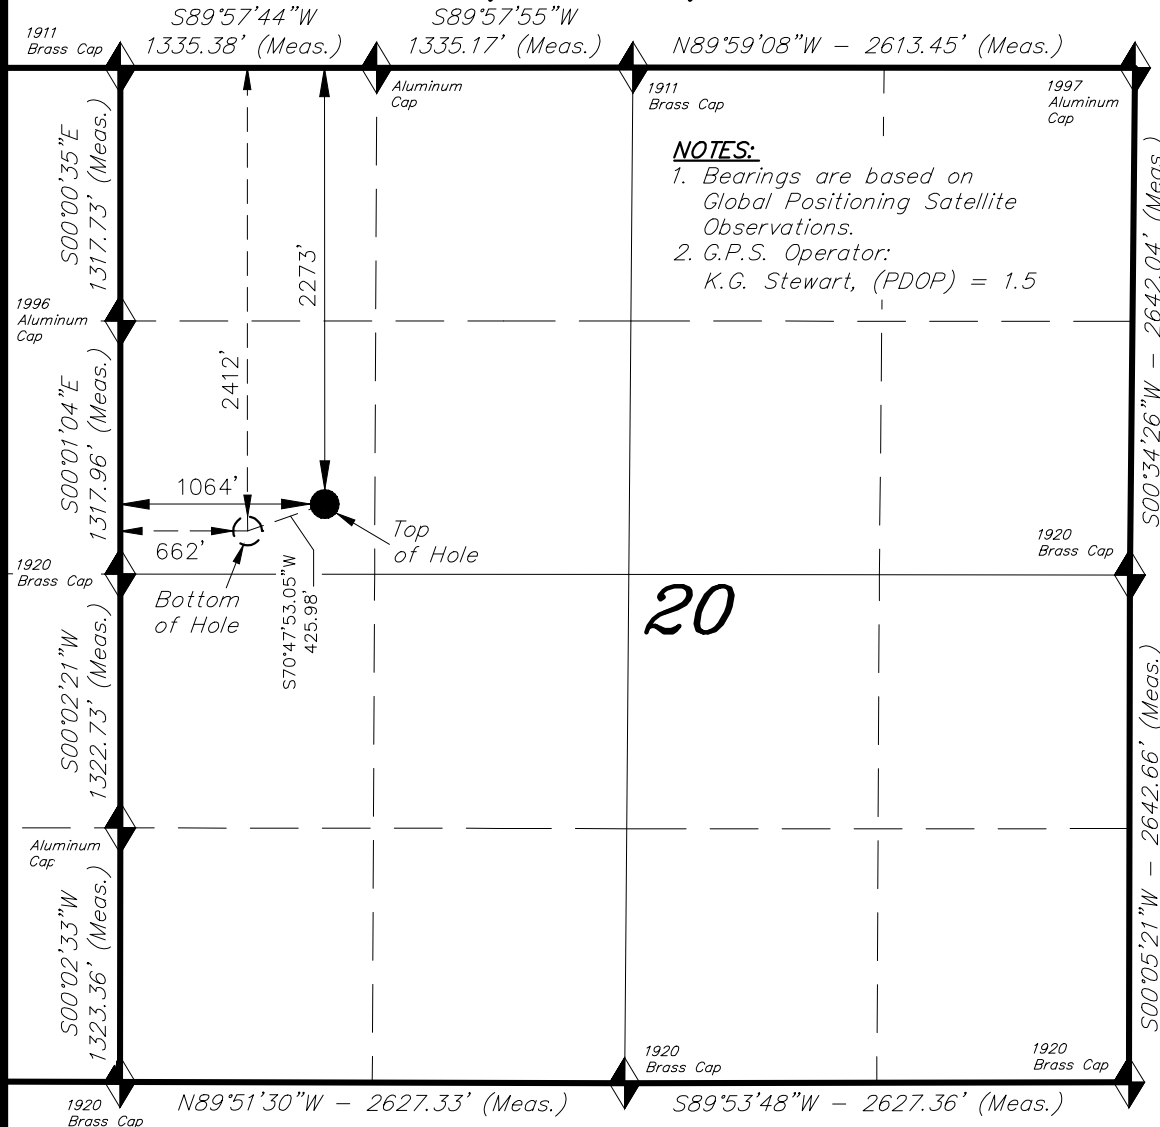 S89°57'44"W
1335.38' (Meas.)
S89°57'55"W
1335.17' (Meas.)
N89°59'08"W - 2613.45' (Meas.)
1911
Brass Cap
Aluminum
Cap
1911
Brass Cap
1997
Aluminum
Cap
NOTES:
1. Bearings are based on
Global Positioning Satellite
Observations.
2. G.P.S. Operator:
K.G. Stewart, (PDOP) = 1.5
S00°00'35"E
1317.73' (Meas.)
2273'
2412'
S00°34'26"W - 2642.04' (Meas.)
1996
Aluminum
Cap
S00°01'04"E
1317.96' (Meas.)
1064'
662'
Top
of Hole
Bottom
of Hole
S70°47'53.05"W
425.98'
1920
Brass Cap
1920
Brass Cap
20
S00°02'21"W
1322.73' (Meas.)
Aluminum
Cap
S00°02'33"W
1323.36' (Meas.)
S00°05'21"W - 2642.66' (Meas.)
1920
Brass Cap
1920
Brass Cap
1920
Brass Cap
N89°51'30"W - 2627.33' (Meas.)
S89°53'48"W - 2627.36' (Meas.)